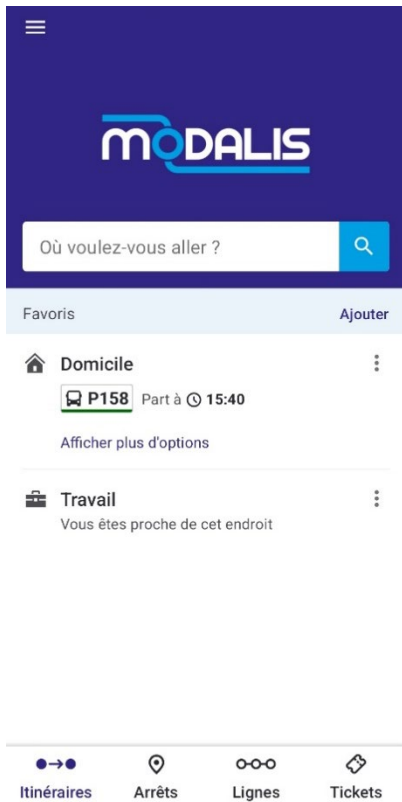 MODALIS
Où voulez-vous aller ?
Favoris Ajouter
Domicile
P158 Part à 15:40
Afficher plus d'options
Travail
Vous êtes proche de cet endroit
Itinéraires Arrêts Lignes Tickets